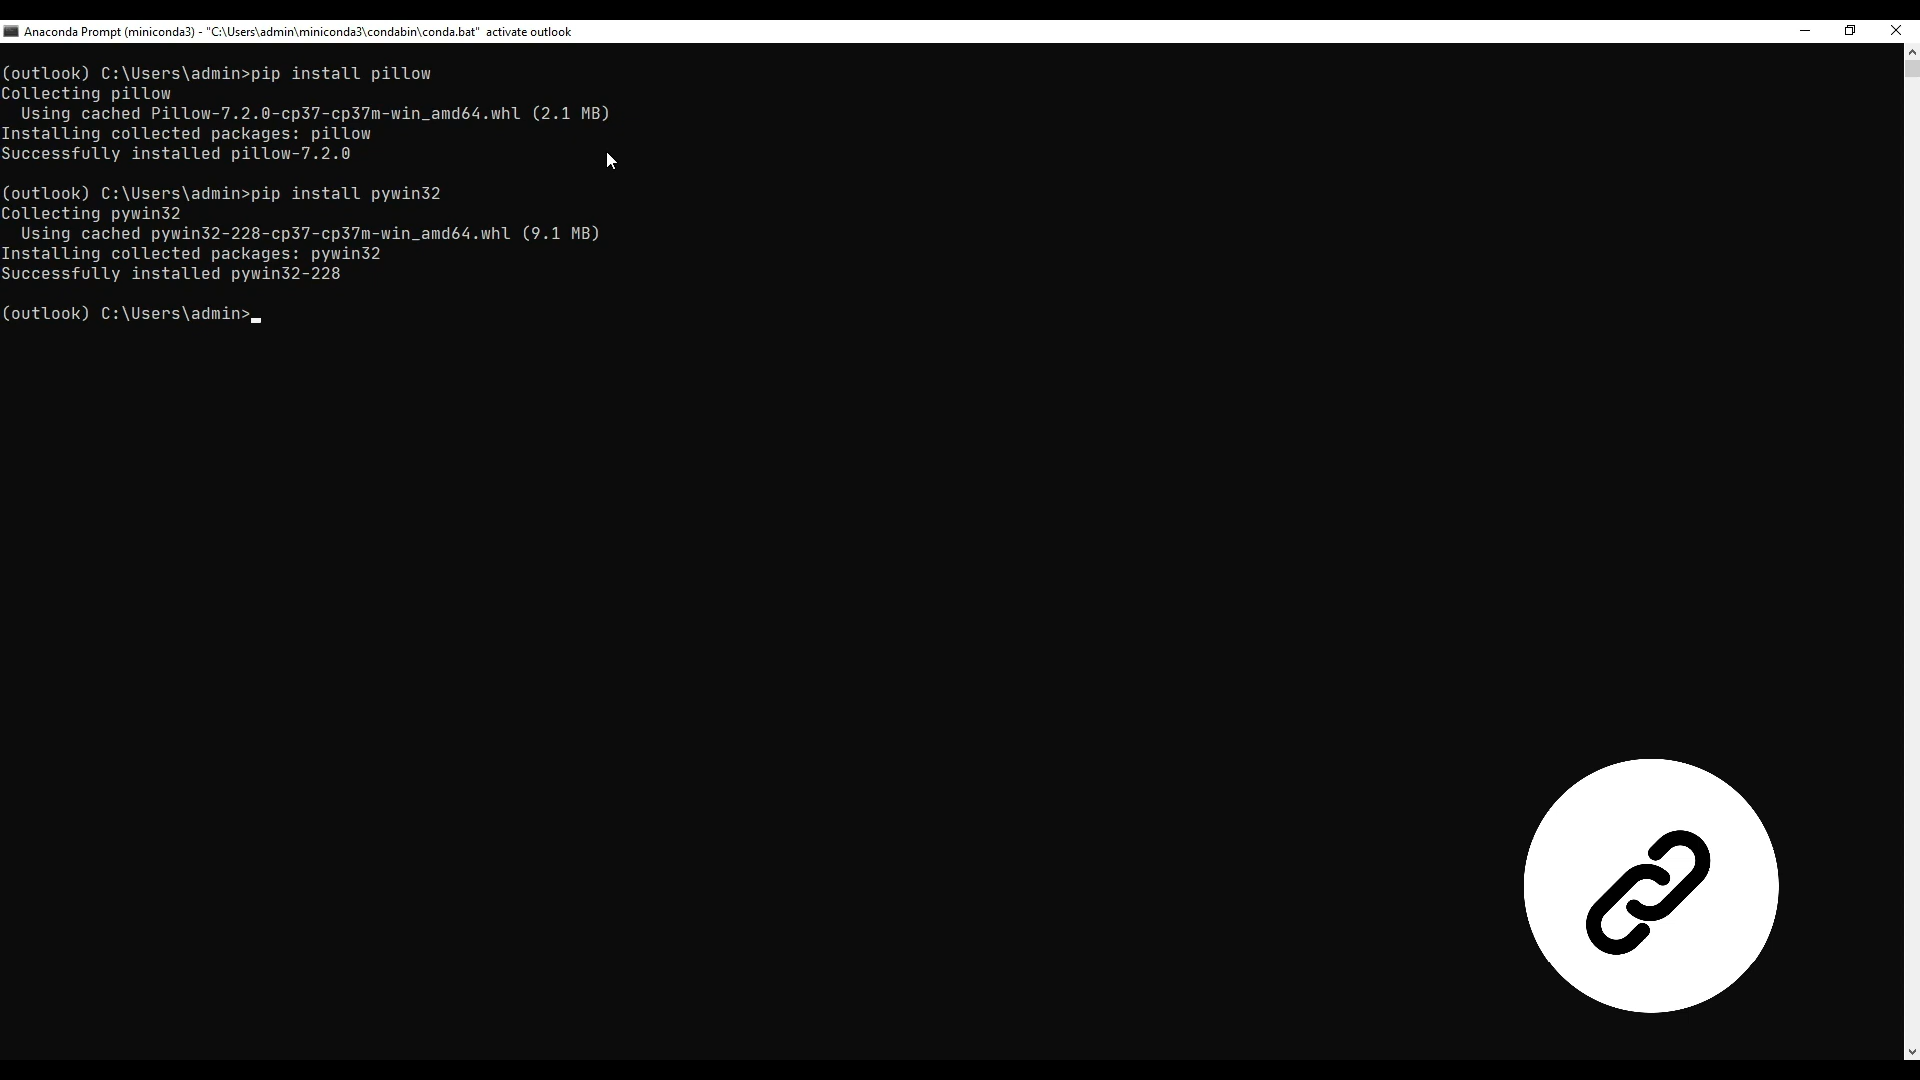 Anaconda Prompt (miniconda3) - "C:\Users\admin\miniconda3\condabin\conda.bat" activate outlook
(outlook) C:\Users\admin>pip install pillow
Collecting pillow
  Using cached Pillow-7.2.0-cp37-cp37m-win_amd64.whl (2.1 MB)
Installing collected packages: pillow
Successfully installed pillow-7.2.0
(outlook) C:\Users\admin>pip install pywin32
Collecting pywin32
  Using cached pywin32-228-cp37-cp37m-win_amd64.whl (9.1 MB)
Installing collected packages: pywin32
Successfully installed pywin32-228
(outlook) C:\Users\admin>